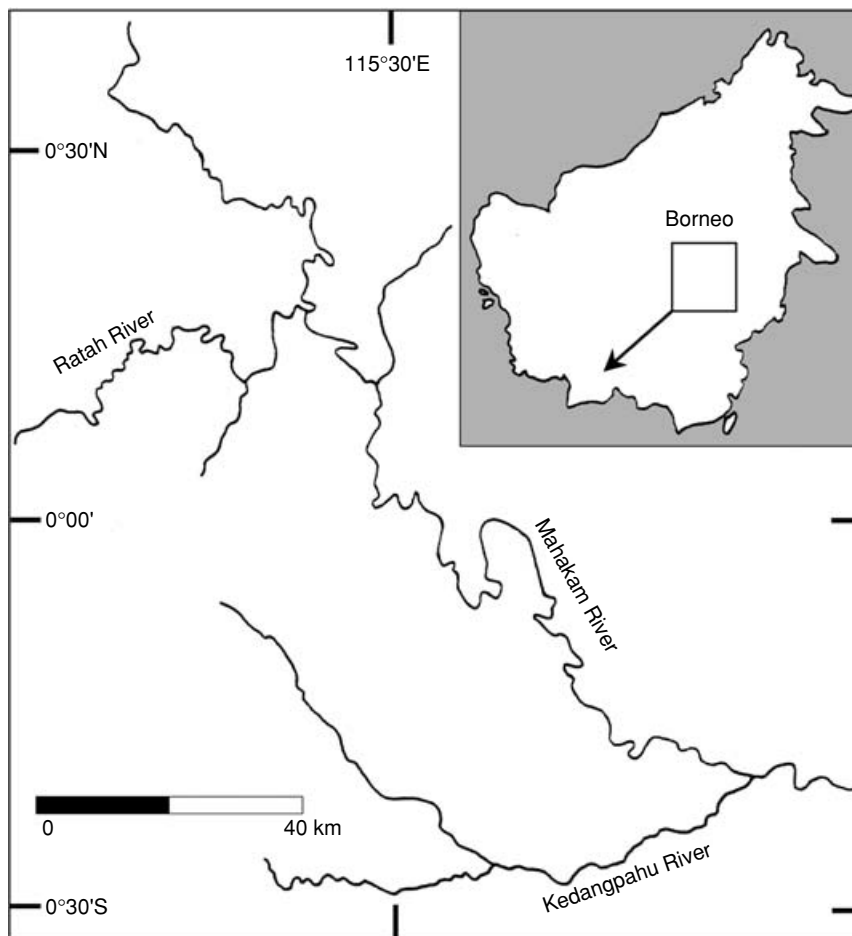 115°30'E
0°30'N
Borneo
Ratah River
0°00'
Mahakam River
0 40 km
Kedangpahu River
0°30'S